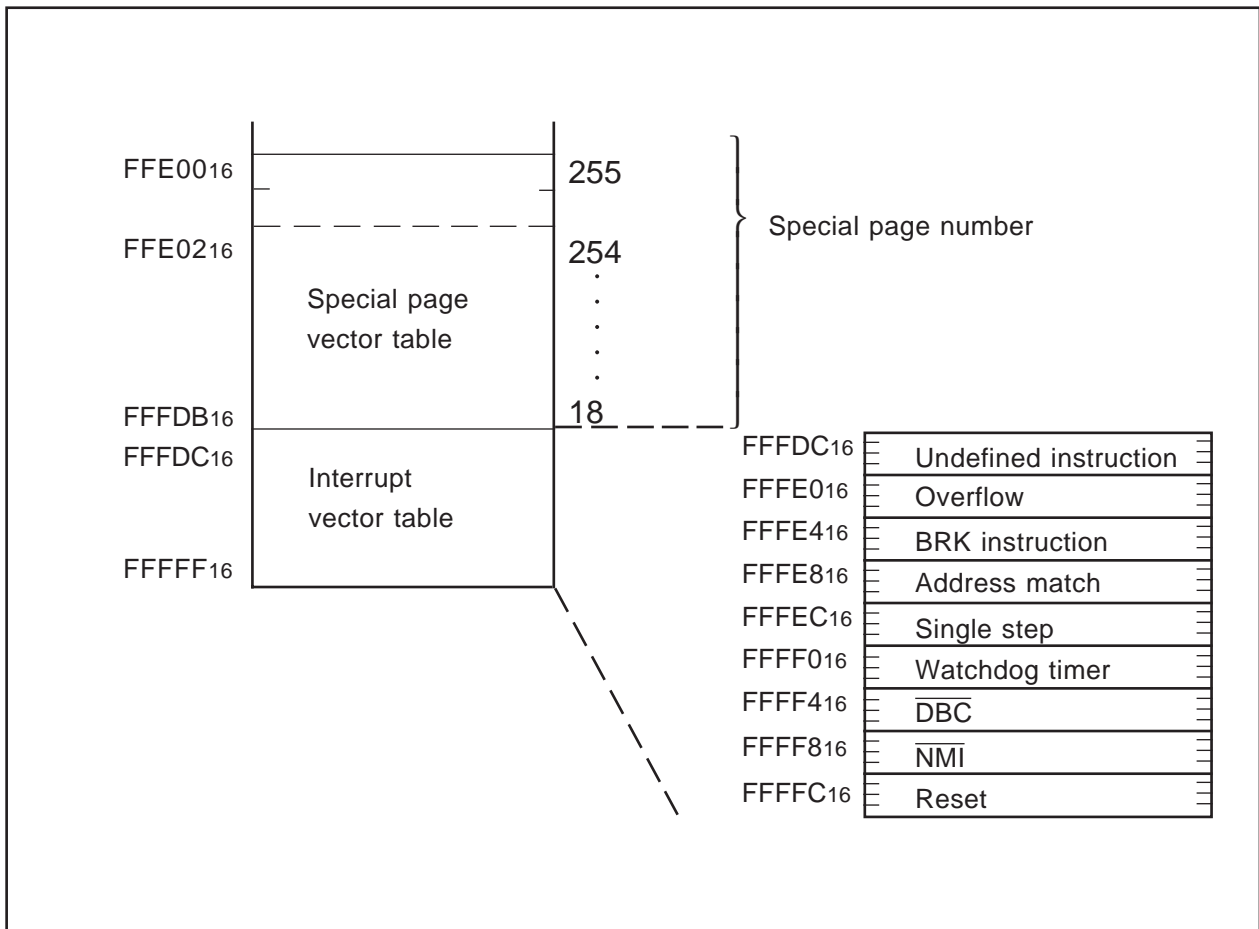 FFE0016
255
Special page number
FFE0216
254
Special page
vector table
FFFDB16
18
FFFDC16
Interrupt
vector table
FFFFF16
FFFDC16 Undefined instruction
FFFE016 Overflow
FFFE416 BRK instruction
FFFE816 Address match
FFFEC16 Single step
FFFF016 Watchdog timer
FFFF416 DBC
FFFF816 NMI
FFFFC16 Reset